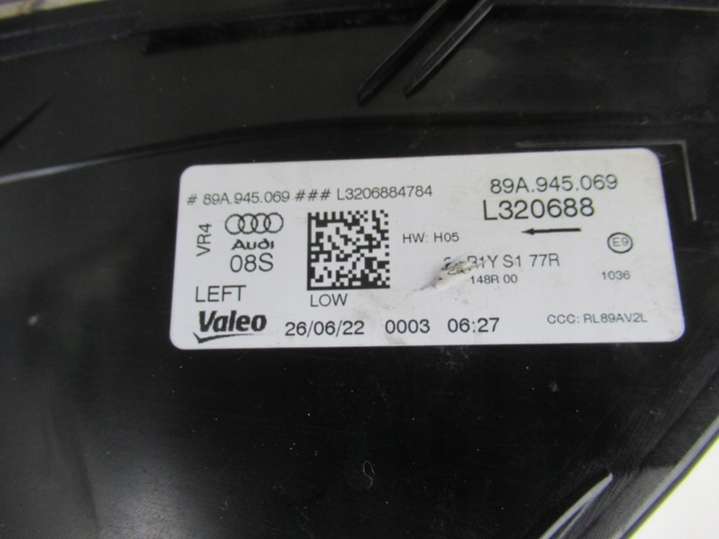 # 89A.945.069 ### L3206884784
89A.945.069
L320688
VR4
Audi
08S
HW: H05
E9
R1Y S1 77R
148R 00
1036
LEFT
LOW
Valeo
26/06/22 0003 06:27
CCC: RL89AV2L